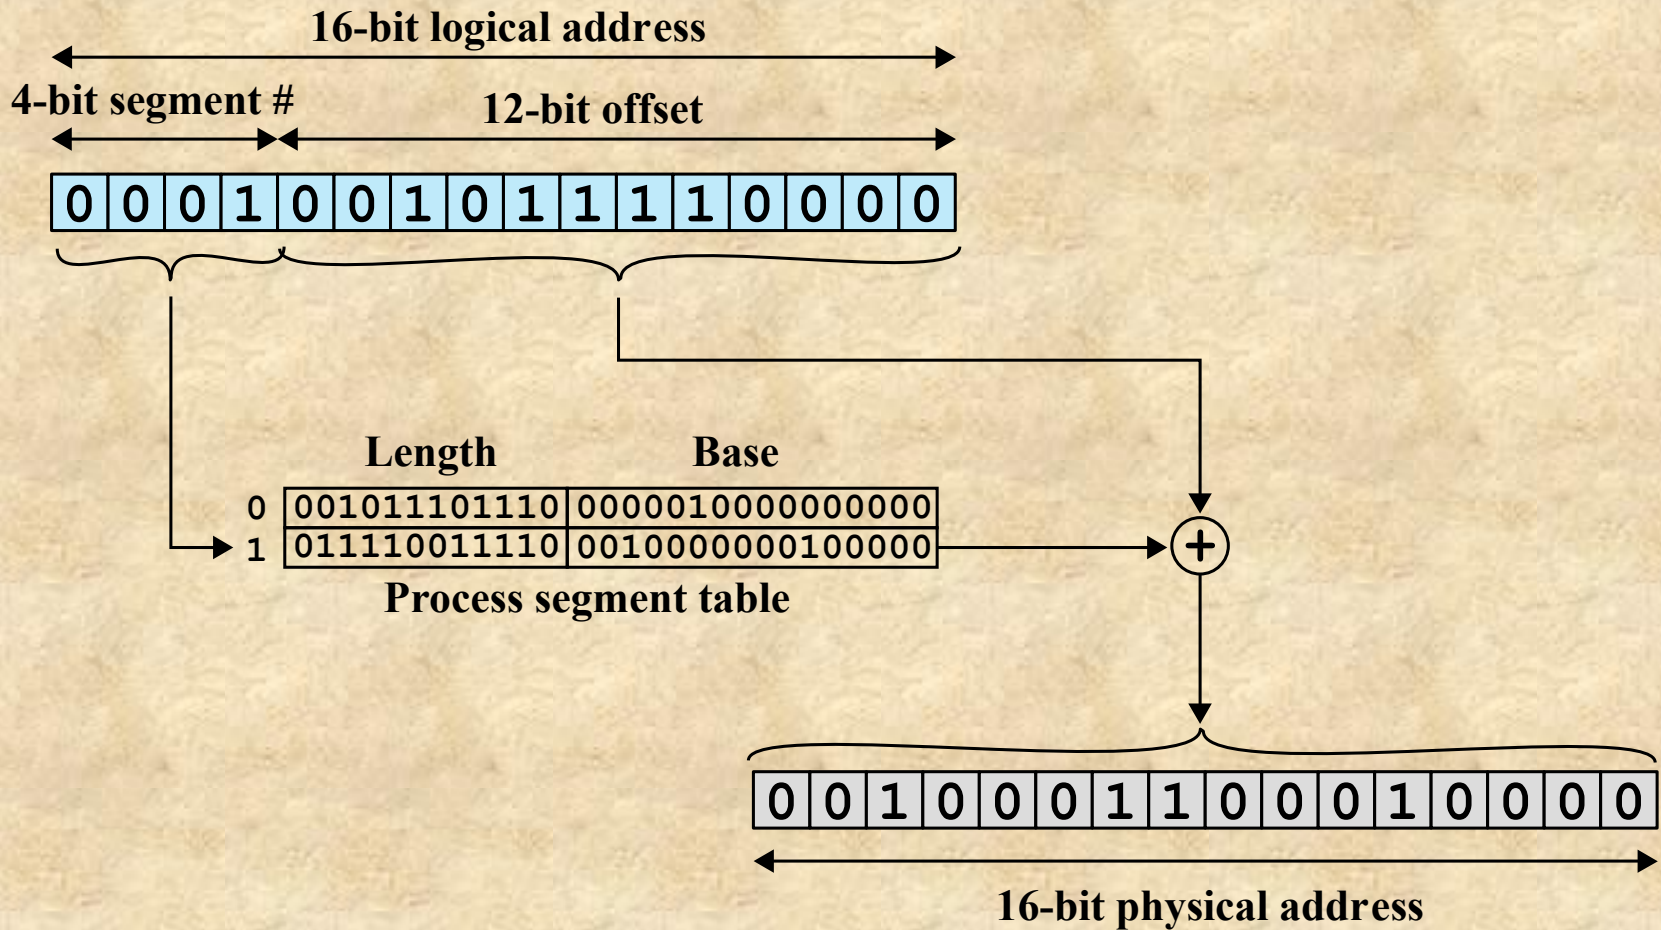 16-bit logical address
4-bit segment # 12-bit offset
0 0 0 1 0 0 1 0 1 1 1 1 0 0 0 0
Length Base
0 001011101110 0000010000000000
1 011110011110 0010000000100000
+
Process segment table
0 0 1 0 0 0 1 1 0 0 0 1 0 0 0 0
16-bit physical address